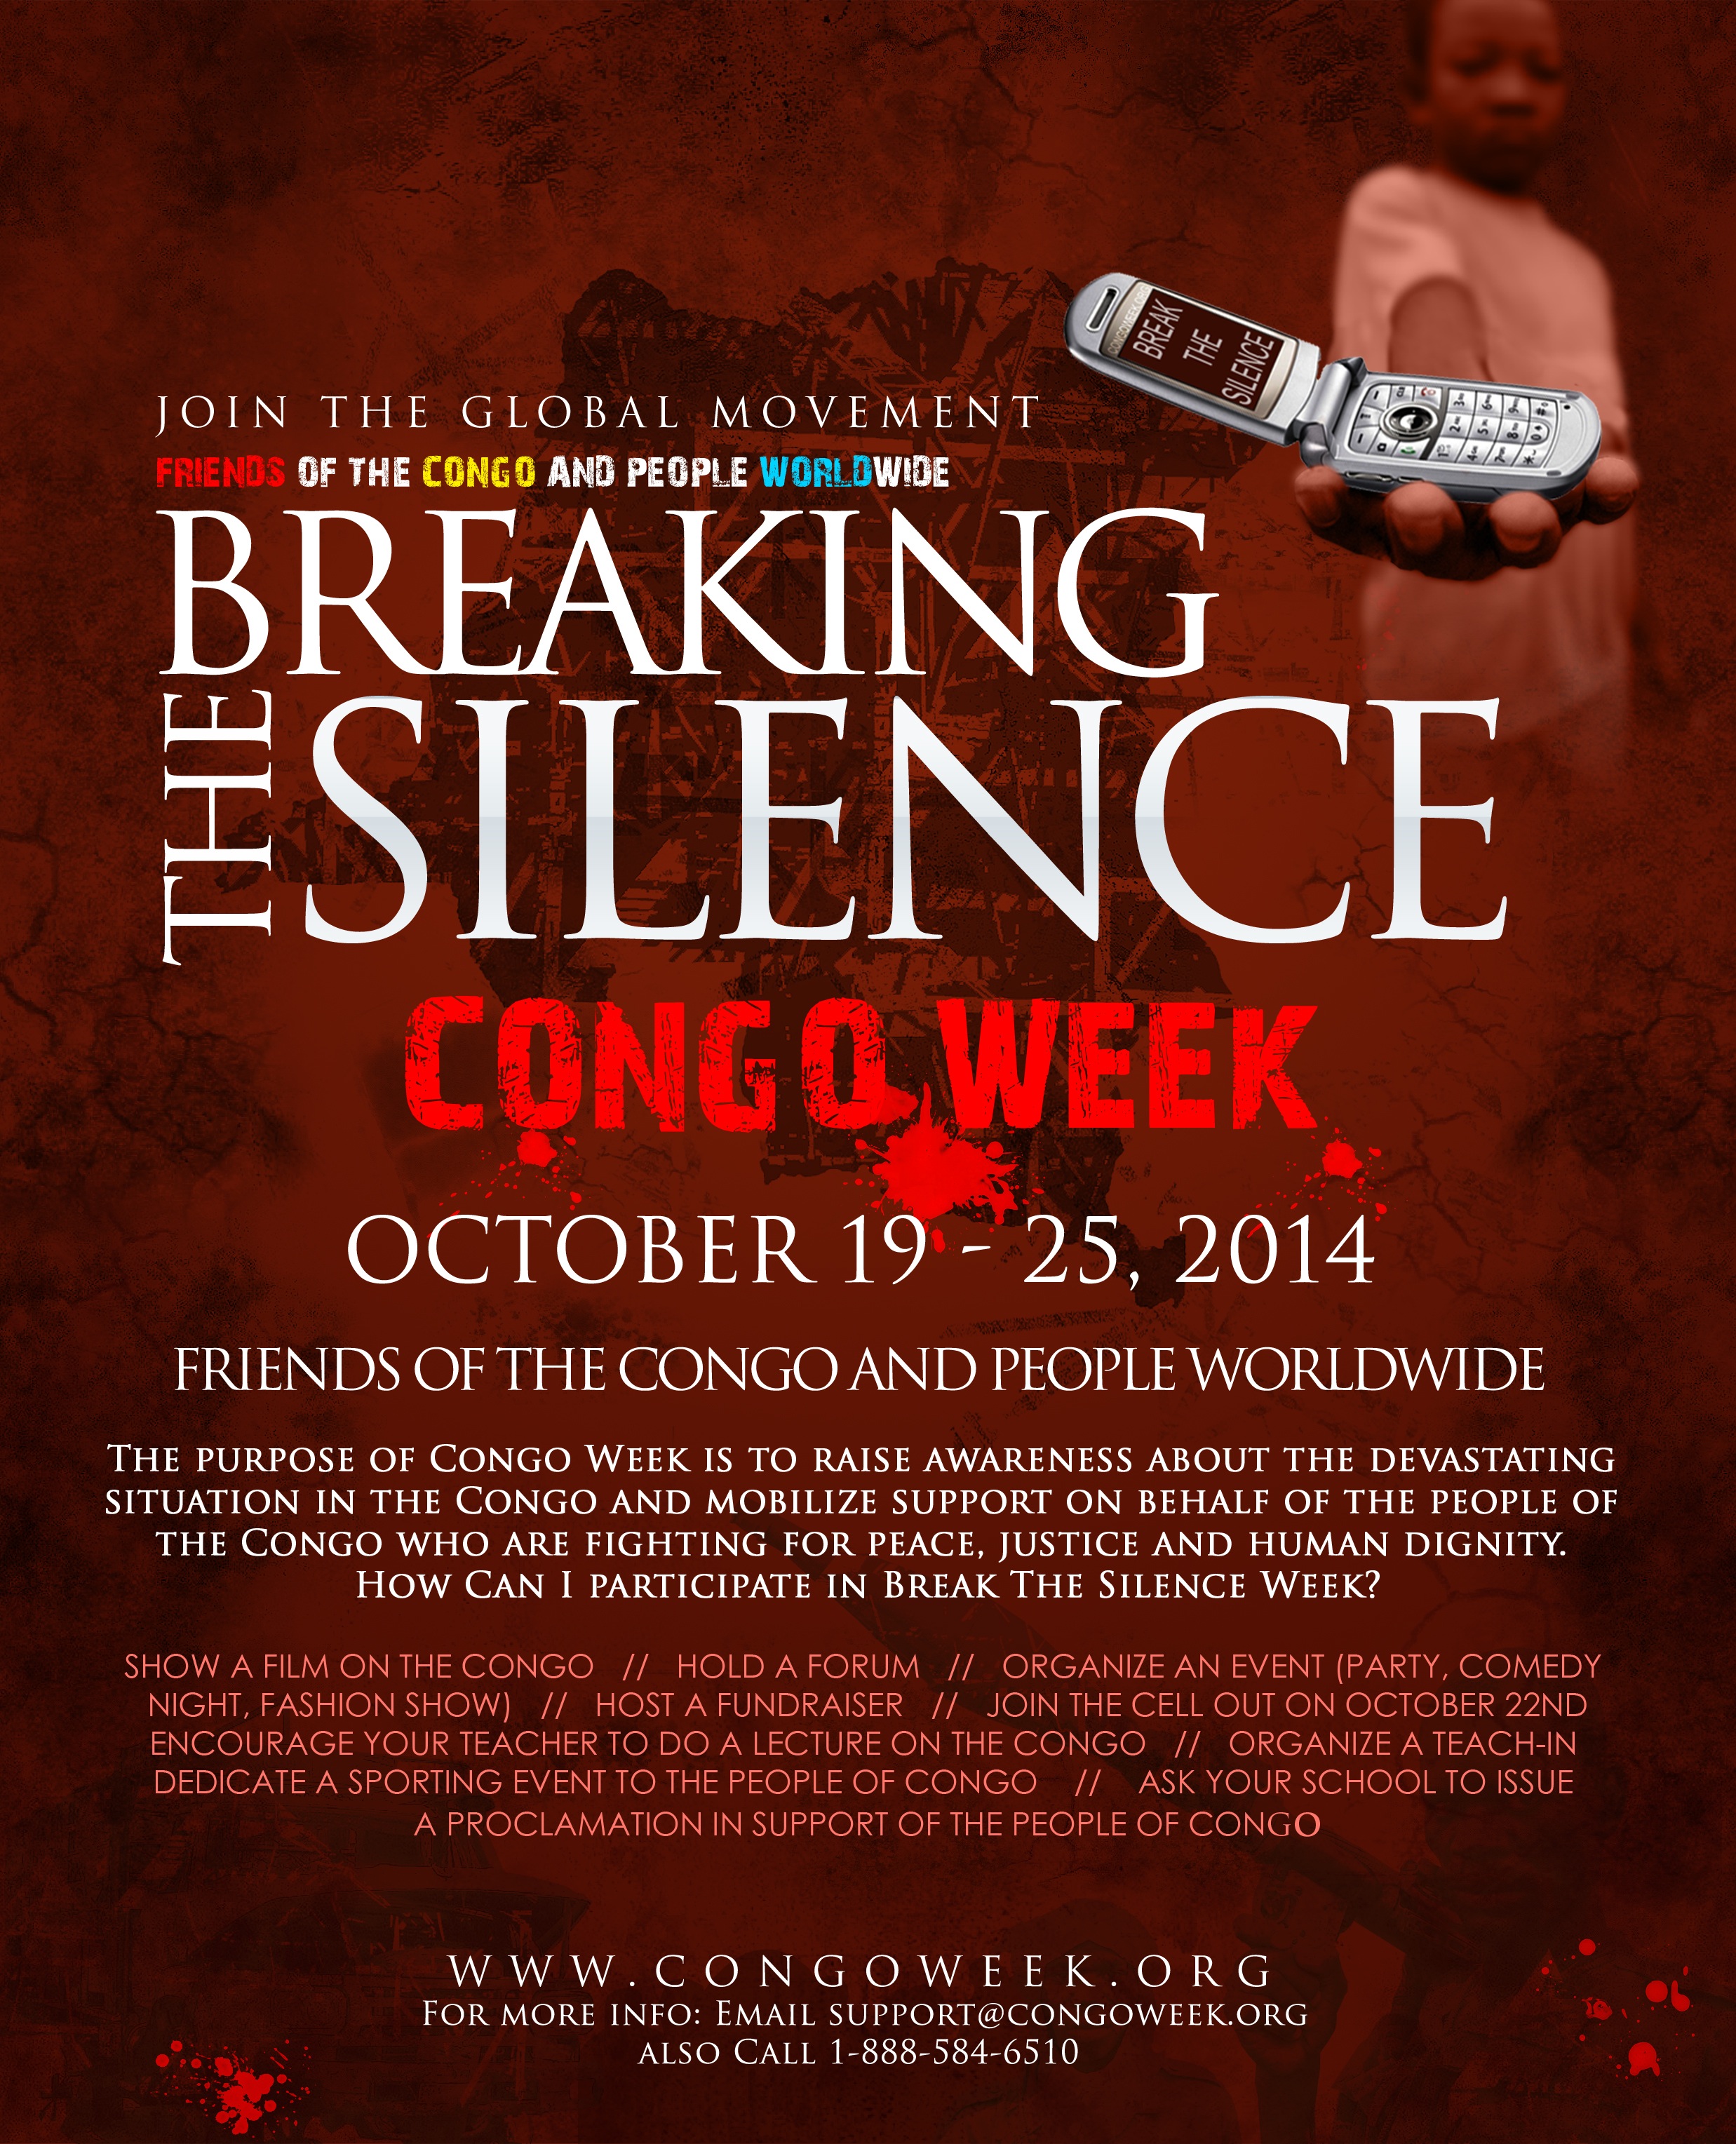 CONGOWEEK.ORG
BREAK
THE
SILENCE
JOIN THE GLOBAL MOVEMENT
FRIENDS OF THE CONGO AND PEOPLE WORLDWIDE
BREAKING
THE SILENCE
CONGO WEEK
OCTOBER 19 - 25, 2014
FRIENDS OF THE CONGO AND PEOPLE WORLDWIDE
The purpose of Congo Week is to raise awareness about the devastating
situation in the Congo and mobilize support on behalf of the people of
the Congo who are fighting for peace, justice and human dignity.
How Can I participate in Break The Silence Week?
SHOW A FILM ON THE CONGO // HOLD A FORUM // ORGANIZE AN EVENT (PARTY, COMEDY
NIGHT, FASHION SHOW) // HOST A FUNDRAISER // JOIN THE CELL OUT ON OCTOBER 22ND
ENCOURAGE YOUR TEACHER TO DO A LECTURE ON THE CONGO // ORGANIZE A TEACH-IN
DEDICATE A SPORTING EVENT TO THE PEOPLE OF CONGO // ASK YOUR SCHOOL TO ISSUE
A PROCLAMATION IN SUPPORT OF THE PEOPLE OF CONGO
WWW.CONGOWEEK.ORG
For more info: Email support@congoweek.org
also Call 1-888-584-6510